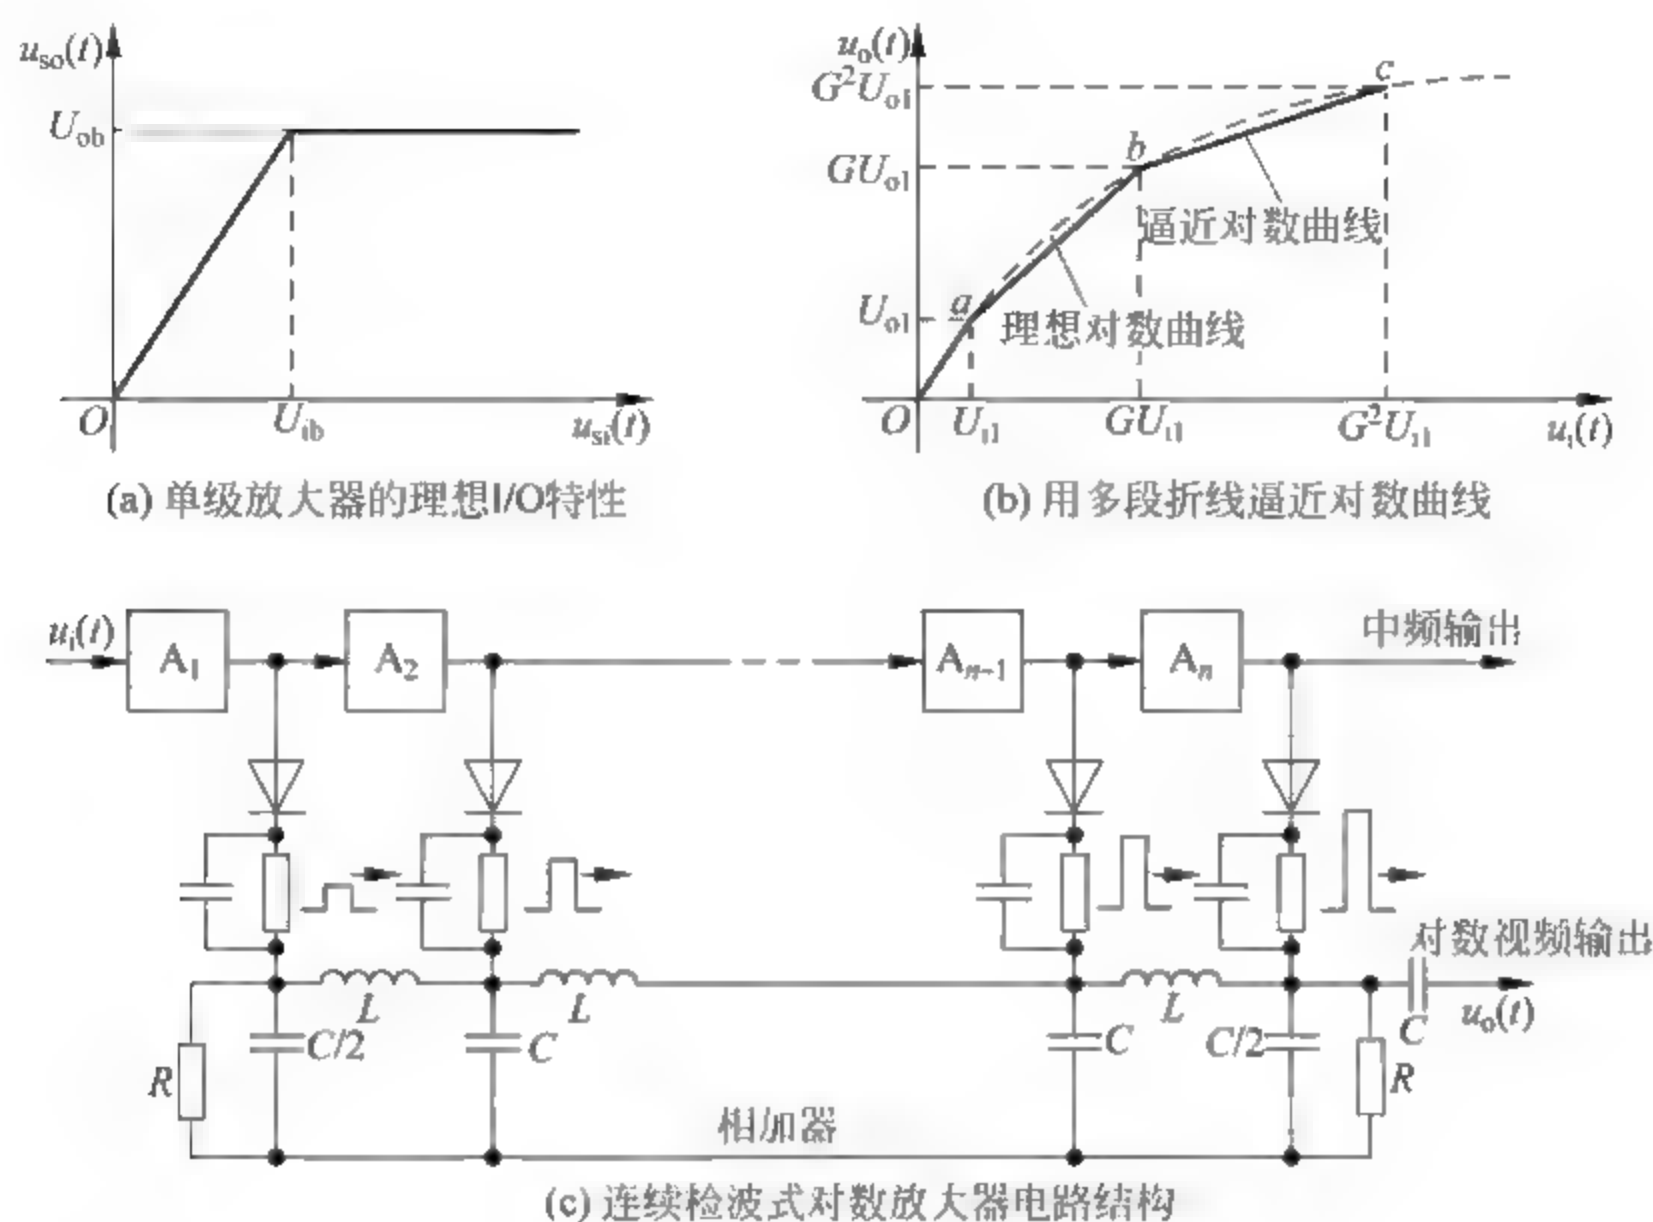 u_so(t)
U_ob
O
U_ib
u_si(t)
(a) 单级放大器的理想I/O特性
u_o(t)
G²U_o1
GU_o1
U_o1
a
b
c
逼近对数曲线
理想对数曲线
O
U_i1
GU_i1
G²U_i1
u_i(t)
(b) 用多段折线逼近对数曲线
u_i(t)
A₁
A₂
A_{n-1}
A_n
中频输出
对数视频输出
L
L
L
C
u_o(t)
C/2
C
C
C/2
R
R
相加器
(c) 连续检波式对数放大器电路结构